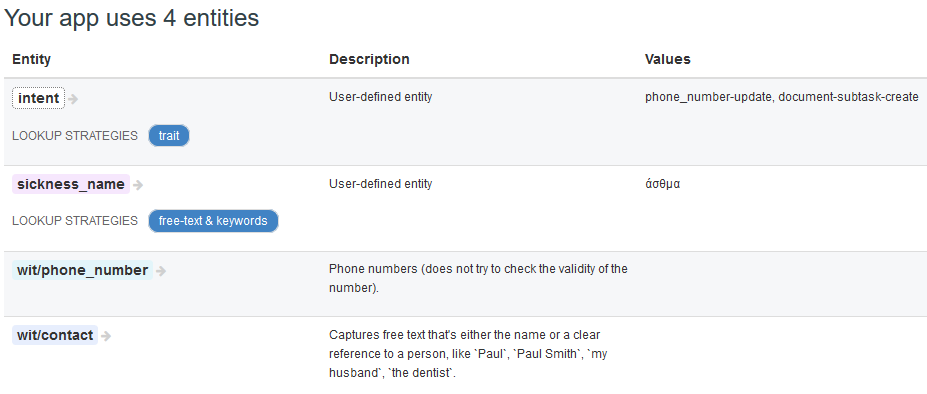 Your app uses 4 entities
Entity Description Values
intent User-defined entity phone_number-update, document-subtask-create
LOOKUP STRATEGIES trait
sickness_name User-defined entity άσθμα
LOOKUP STRATEGIES free-text & keywords
wit/phone_number Phone numbers (does not try to check the validity of the
number).
wit/contact Captures free text that's either the name or a clear
reference to a person, like `Paul`, `Paul Smith`, `my
husband`, `the dentist`.